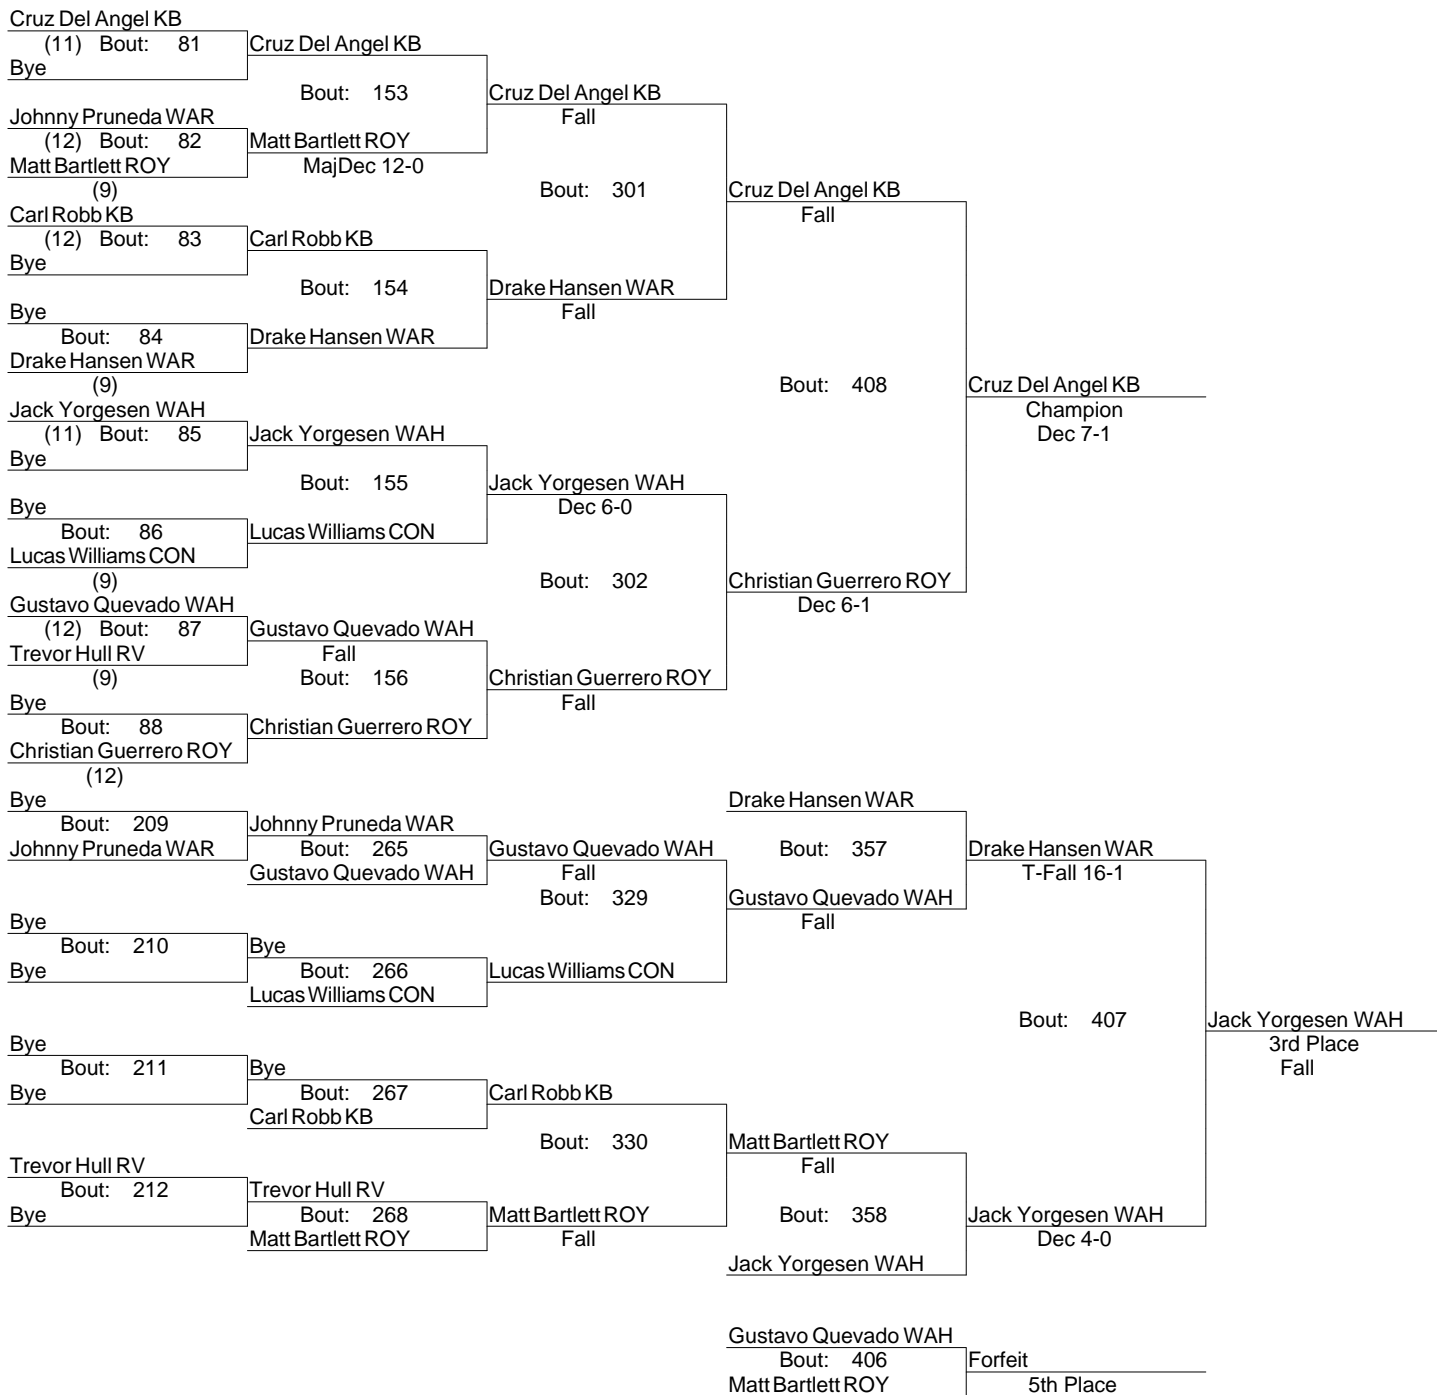 Cruz Del Angel KB
(11) Bout: 81 Cruz Del Angel KB
Bye
Bout: 153 Cruz Del Angel KB
Johnny Pruneda WAR Fall
(12) Bout: 82 Matt Bartlett ROY
Matt Bartlett ROY MajDec 12-0
(9) Bout: 301 Cruz Del Angel KB
Carl Robb KB Fall
(12) Bout: 83 Carl Robb KB
Bye
Bout: 154 Drake Hansen WAR
Bye Fall
Bout: 84 Drake Hansen WAR
Drake Hansen WAR
(9) Bout: 408 Cruz Del Angel KB
Jack Yorgesen WAH Champion
(11) Bout: 85 Jack Yorgesen WAH Dec 7-1
Bye
Bout: 155 Jack Yorgesen WAH
Bye Dec 6-0
Bout: 86 Lucas Williams CON
Lucas Williams CON
(9) Bout: 302 Christian Guerrero ROY
Gustavo Quevado WAH Dec 6-1
(12) Bout: 87 Gustavo Quevado WAH
Trevor Hull RV Fall
(9) Bout: 156 Christian Guerrero ROY
Bye Fall
Bout: 88 Christian Guerrero ROY
Christian Guerrero ROY
(12)
Bye Drake Hansen WAR
Bout: 209 Johnny Pruneda WAR
Johnny Pruneda WAR Bout: 265 Gustavo Quevado WAH Bout: 357 Drake Hansen WAR
Gustavo Quevado WAH Fall T-Fall 16-1
Bout: 329 Gustavo Quevado WAH
Bye Fall
Bout: 210 Bye
Bye Bout: 266 Lucas Williams CON
Lucas Williams CON
Bout: 407 Jack Yorgesen WAH
Bye 3rd Place
Bout: 211 Bye Fall
Bye Bout: 267 Carl Robb KB
Carl Robb KB
Bout: 330 Matt Bartlett ROY
Trevor Hull RV Fall
Bout: 212 Trevor Hull RV
Bye Bout: 268 Matt Bartlett ROY Bout: 358 Jack Yorgesen WAH
Matt Bartlett ROY Fall Dec 4-0
Jack Yorgesen WAH
Gustavo Quevado WAH
Bout: 406 Forfeit
Matt Bartlett ROY 5th Place